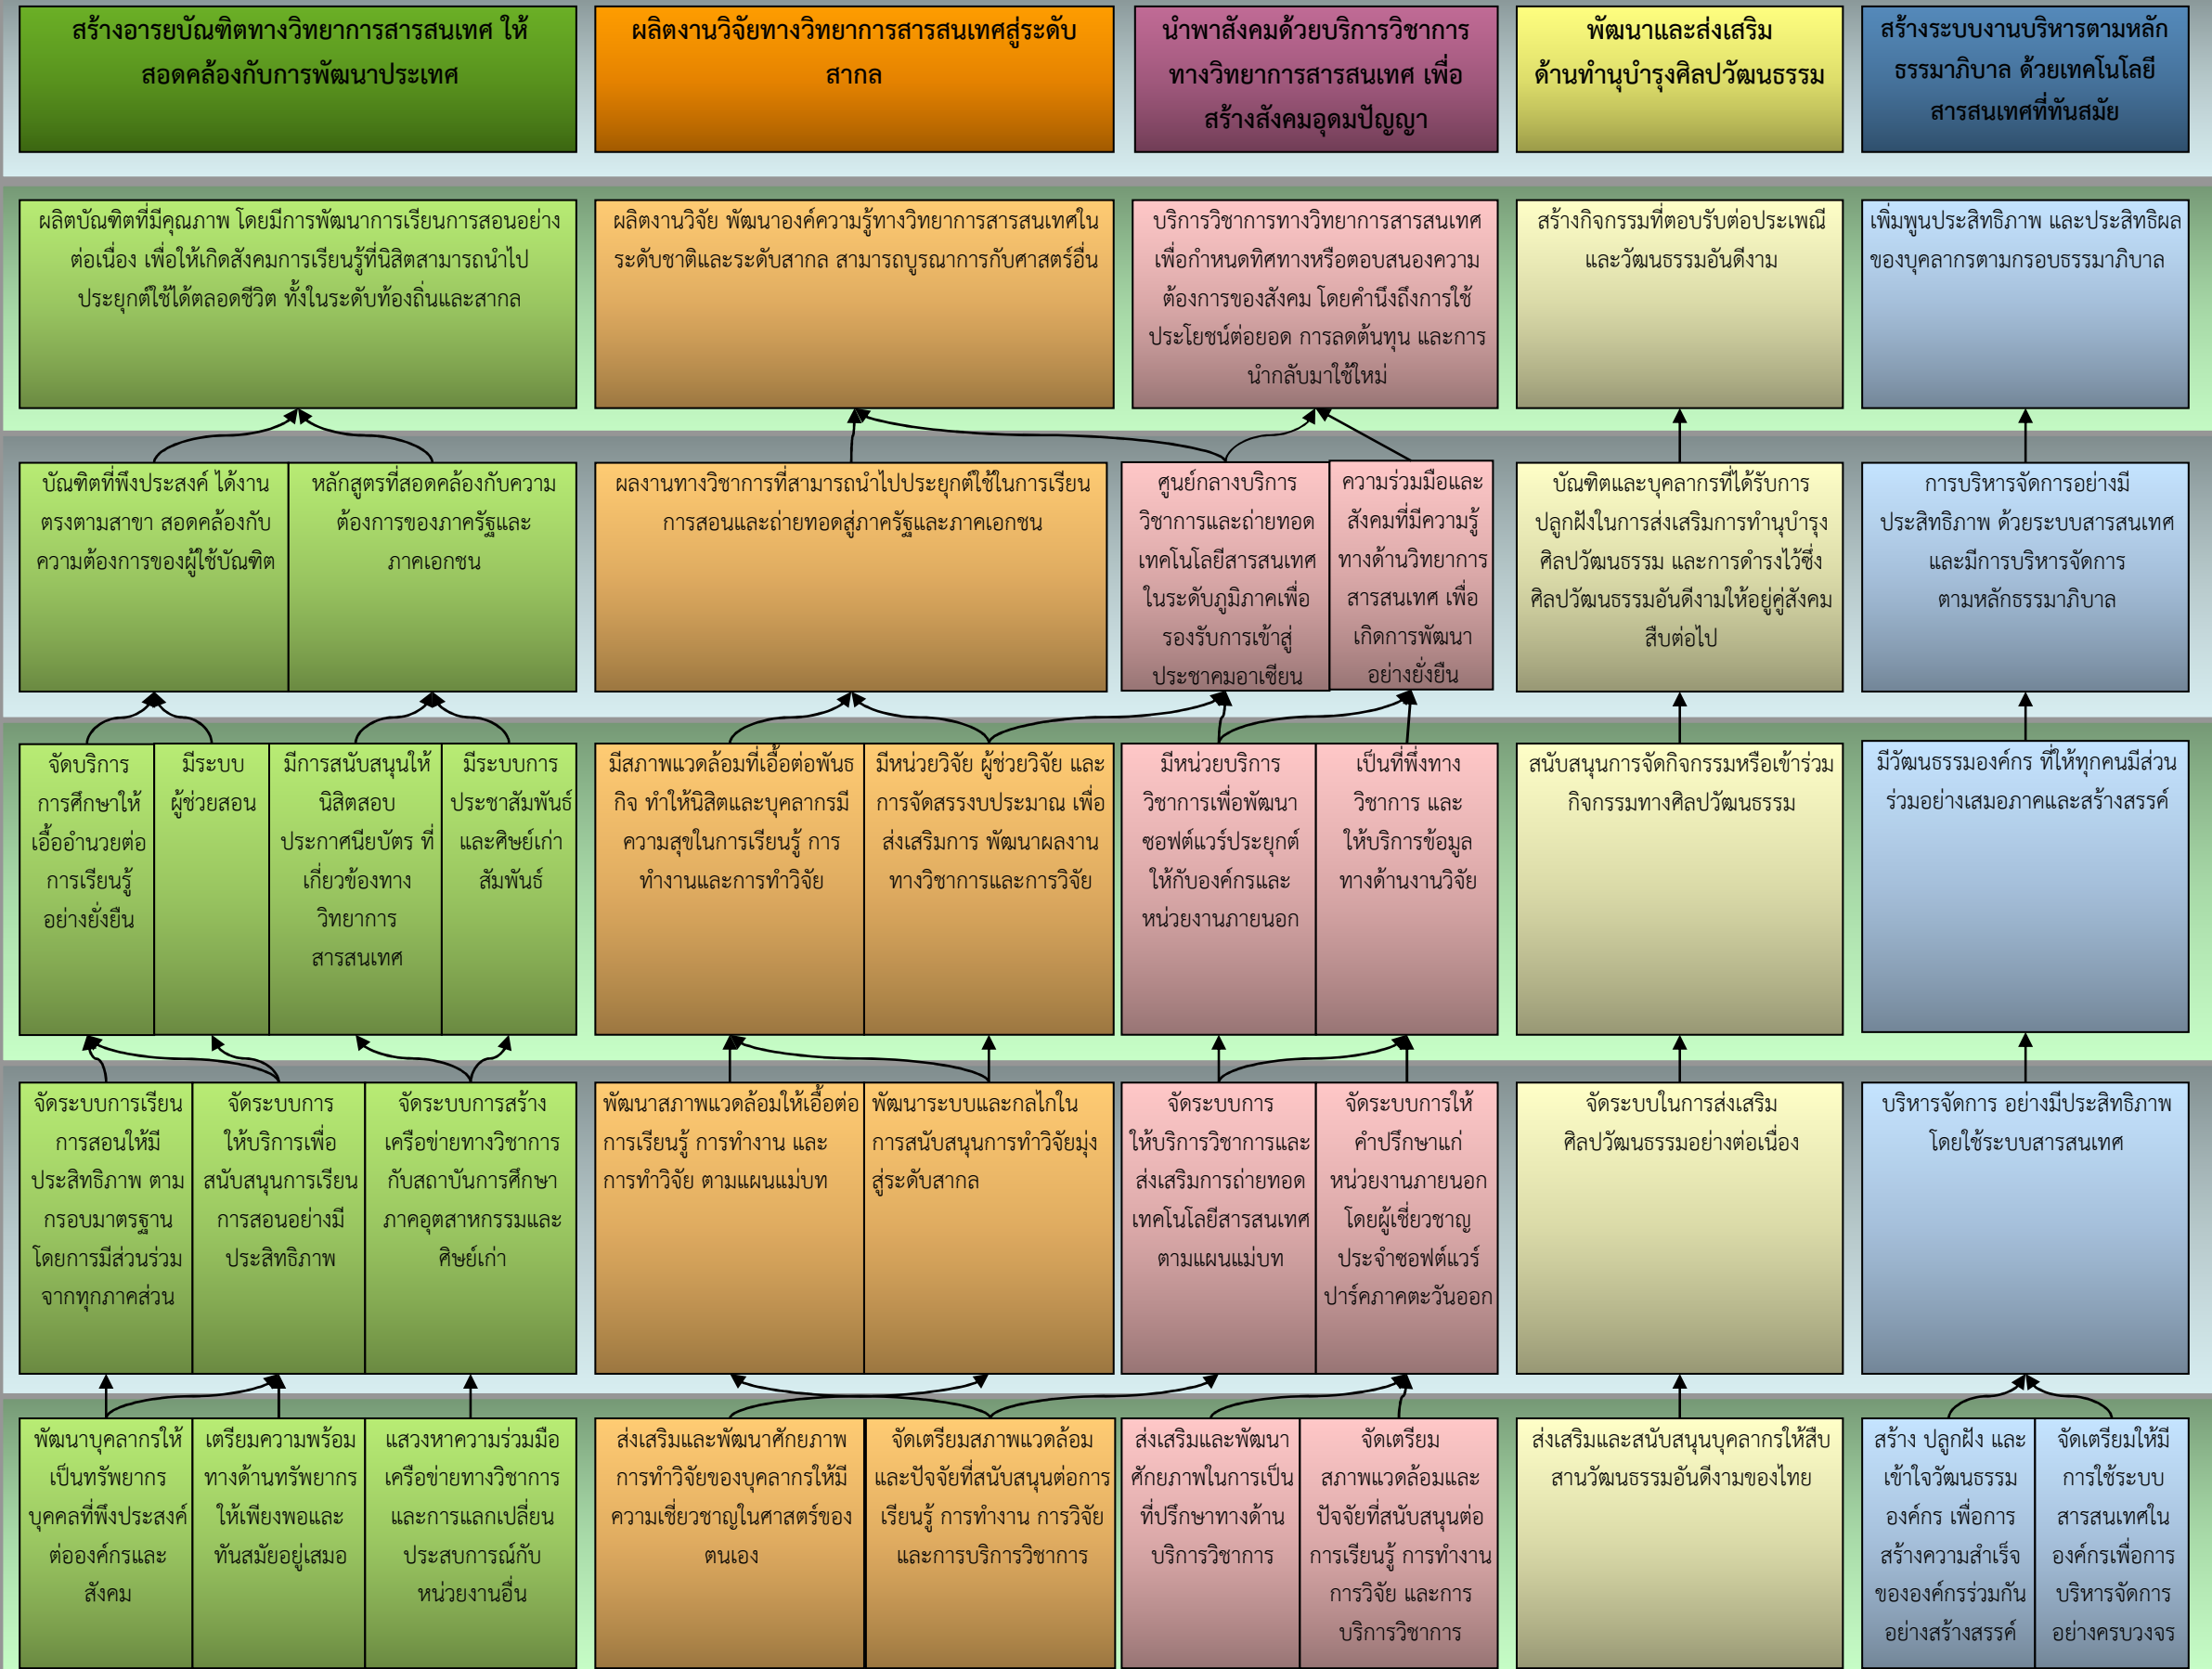 สร้างอารยบัณฑิตทางวิทยาการสารสนเทศ ให้
สอดคล้องกับการพัฒนาประเทศ
ผลิตงานวิจัยทางวิทยาการสารสนเทศสู่ระดับ
สากล
นำพาสังคมด้วยบริการวิชาการ
ทางวิทยาการสารสนเทศ เพื่อ
สร้างสังคมอุดมปัญญา
พัฒนาและส่งเสริม
ด้านทำนุบำรุงศิลปวัฒนธรรม
สร้างระบบงานบริหารตามหลัก
ธรรมาภิบาล ด้วยเทคโนโลยี
สารสนเทศที่ทันสมัย
ผลิตบัณฑิตที่มีคุณภาพ โดยมีการพัฒนาการเรียนการสอนอย่าง
ต่อเนื่อง เพื่อให้เกิดสังคมการเรียนรู้ที่นิสิตสามารถนำไป
ประยุกต์ใช้ได้ตลอดชีวิต ทั้งในระดับท้องถิ่นและสากล
ผลิตงานวิจัย พัฒนาองค์ความรู้ทางวิทยาการสารสนเทศใน
ระดับชาติและระดับสากล สามารถบูรณาการกับศาสตร์อื่น
บริการวิชาการทางวิทยาการสารสนเทศ
เพื่อกำหนดทิศทางหรือตอบสนองความ
ต้องการของสังคม โดยคำนึงถึงการใช้
ประโยชน์ต่อยอด การลดต้นทุน และการ
นำกลับมาใช้ใหม่
สร้างกิจกรรมที่ตอบรับต่อประเพณี
และวัฒนธรรมอันดีงาม
เพิ่มพูนประสิทธิภาพ และประสิทธิผล
ของบุคลากรตามกรอบธรรมาภิบาล
บัณฑิตที่พึงประสงค์ ได้งาน
ตรงตามสาขา สอดคล้องกับ
ความต้องการของผู้ใช้บัณฑิต
หลักสูตรที่สอดคล้องกับความ
ต้องการของภาครัฐและ
ภาคเอกชน
ผลงานทางวิชาการที่สามารถนำไปประยุกต์ใช้ในการเรียน
การสอนและถ่ายทอดสู่ภาครัฐและภาคเอกชน
ศูนย์กลางบริการ
วิชาการและถ่ายทอด
เทคโนโลยีสารสนเทศ
ในระดับภูมิภาคเพื่อ
รองรับการเข้าสู่
ประชาคมอาเซียน
ความร่วมมือและ
สังคมที่มีความรู้
ทางด้านวิทยาการ
สารสนเทศ เพื่อ
เกิดการพัฒนา
อย่างยั่งยืน
บัณฑิตและบุคลากรที่ได้รับการ
ปลูกฝังในการส่งเสริมการทำนุบำรุง
ศิลปวัฒนธรรม และการดำรงไว้ซึ่ง
ศิลปวัฒนธรรมอันดีงามให้อยู่คู่สังคม
สืบต่อไป
การบริหารจัดการอย่างมี
ประสิทธิภาพ ด้วยระบบสารสนเทศ
และมีการบริหารจัดการ
ตามหลักธรรมาภิบาล
จัดบริการ
การศึกษาให้
เอื้ออำนวยต่อ
การเรียนรู้
อย่างยั่งยืน
มีระบบ
ผู้ช่วยสอน
มีการสนับสนุนให้
นิสิตสอบ
ประกาศนียบัตร ที่
เกี่ยวข้องทาง
วิทยาการ
สารสนเทศ
มีระบบการ
ประชาสัมพันธ์
และศิษย์เก่า
สัมพันธ์
มีสภาพแวดล้อมที่เอื้อต่อพันธ
กิจ ทำให้นิสิตและบุคลากรมี
ความสุขในการเรียนรู้ การ
ทำงานและการทำวิจัย
มีหน่วยวิจัย ผู้ช่วยวิจัย และ
การจัดสรรงบประมาณ เพื่อ
ส่งเสริมการ พัฒนาผลงาน
ทางวิชาการและการวิจัย
มีหน่วยบริการ
วิชาการเพื่อพัฒนา
ซอฟต์แวร์ประยุกต์
ให้กับองค์กรและ
หน่วยงานภายนอก
เป็นที่พึ่งทาง
วิชาการ และ
ให้บริการข้อมูล
ทางด้านงานวิจัย
สนับสนุนการจัดกิจกรรมหรือเข้าร่วม
กิจกรรมทางศิลปวัฒนธรรม
มีวัฒนธรรมองค์กร ที่ให้ทุกคนมีส่วน
ร่วมอย่างเสมอภาคและสร้างสรรค์
จัดระบบการเรียน
การสอนให้มี
ประสิทธิภาพ ตาม
กรอบมาตรฐาน
โดยการมีส่วนร่วม
จากทุกภาคส่วน
จัดระบบการ
ให้บริการเพื่อ
สนับสนุนการเรียน
การสอนอย่างมี
ประสิทธิภาพ
จัดระบบการสร้าง
เครือข่ายทางวิชาการ
กับสถาบันการศึกษา
ภาคอุตสาหกรรมและ
ศิษย์เก่า
พัฒนาสภาพแวดล้อมให้เอื้อต่อ
การเรียนรู้ การทำงาน และ
การทำวิจัย ตามแผนแม่บท
พัฒนาระบบและกลไกใน
การสนับสนุนการทำวิจัยมุ่ง
สู่ระดับสากล
จัดระบบการ
ให้บริการวิชาการและ
ส่งเสริมการถ่ายทอด
เทคโนโลยีสารสนเทศ
ตามแผนแม่บท
จัดระบบการให้
คำปรึกษาแก่
หน่วยงานภายนอก
โดยผู้เชี่ยวชาญ
ประจำซอฟต์แวร์
ปาร์คภาคตะวันออก
จัดระบบในการส่งเสริม
ศิลปวัฒนธรรมอย่างต่อเนื่อง
บริหารจัดการ อย่างมีประสิทธิภาพ
โดยใช้ระบบสารสนเทศ
พัฒนาบุคลากรให้
เป็นทรัพยากร
บุคคลที่พึงประสงค์
ต่อองค์กรและ
สังคม
เตรียมความพร้อม
ทางด้านทรัพยากร
ให้เพียงพอและ
ทันสมัยอยู่เสมอ
แสวงหาความร่วมมือ
เครือข่ายทางวิชาการ
และการแลกเปลี่ยน
ประสบการณ์กับ
หน่วยงานอื่น
ส่งเสริมและพัฒนาศักยภาพ
การทำวิจัยของบุคลากรให้มี
ความเชี่ยวชาญในศาสตร์ของ
ตนเอง
จัดเตรียมสภาพแวดล้อม
และปัจจัยที่สนับสนุนต่อการ
เรียนรู้ การทำงาน การวิจัย
และการบริการวิชาการ
ส่งเสริมและพัฒนา
ศักยภาพในการเป็น
ที่ปรึกษาทางด้าน
บริการวิชาการ
จัดเตรียม
สภาพแวดล้อมและ
ปัจจัยที่สนับสนุนต่อ
การเรียนรู้ การทำงาน
การวิจัย และการ
บริการวิชาการ
ส่งเสริมและสนับสนุนบุคลากรให้สืบ
สานวัฒนธรรมอันดีงามของไทย
สร้าง ปลูกฝัง และ
เข้าใจวัฒนธรรม
องค์กร เพื่อการ
สร้างความสำเร็จ
ขององค์กรร่วมกัน
อย่างสร้างสรรค์
จัดเตรียมให้มี
การใช้ระบบ
สารสนเทศใน
องค์กรเพื่อการ
บริหารจัดการ
อย่างครบวงจร